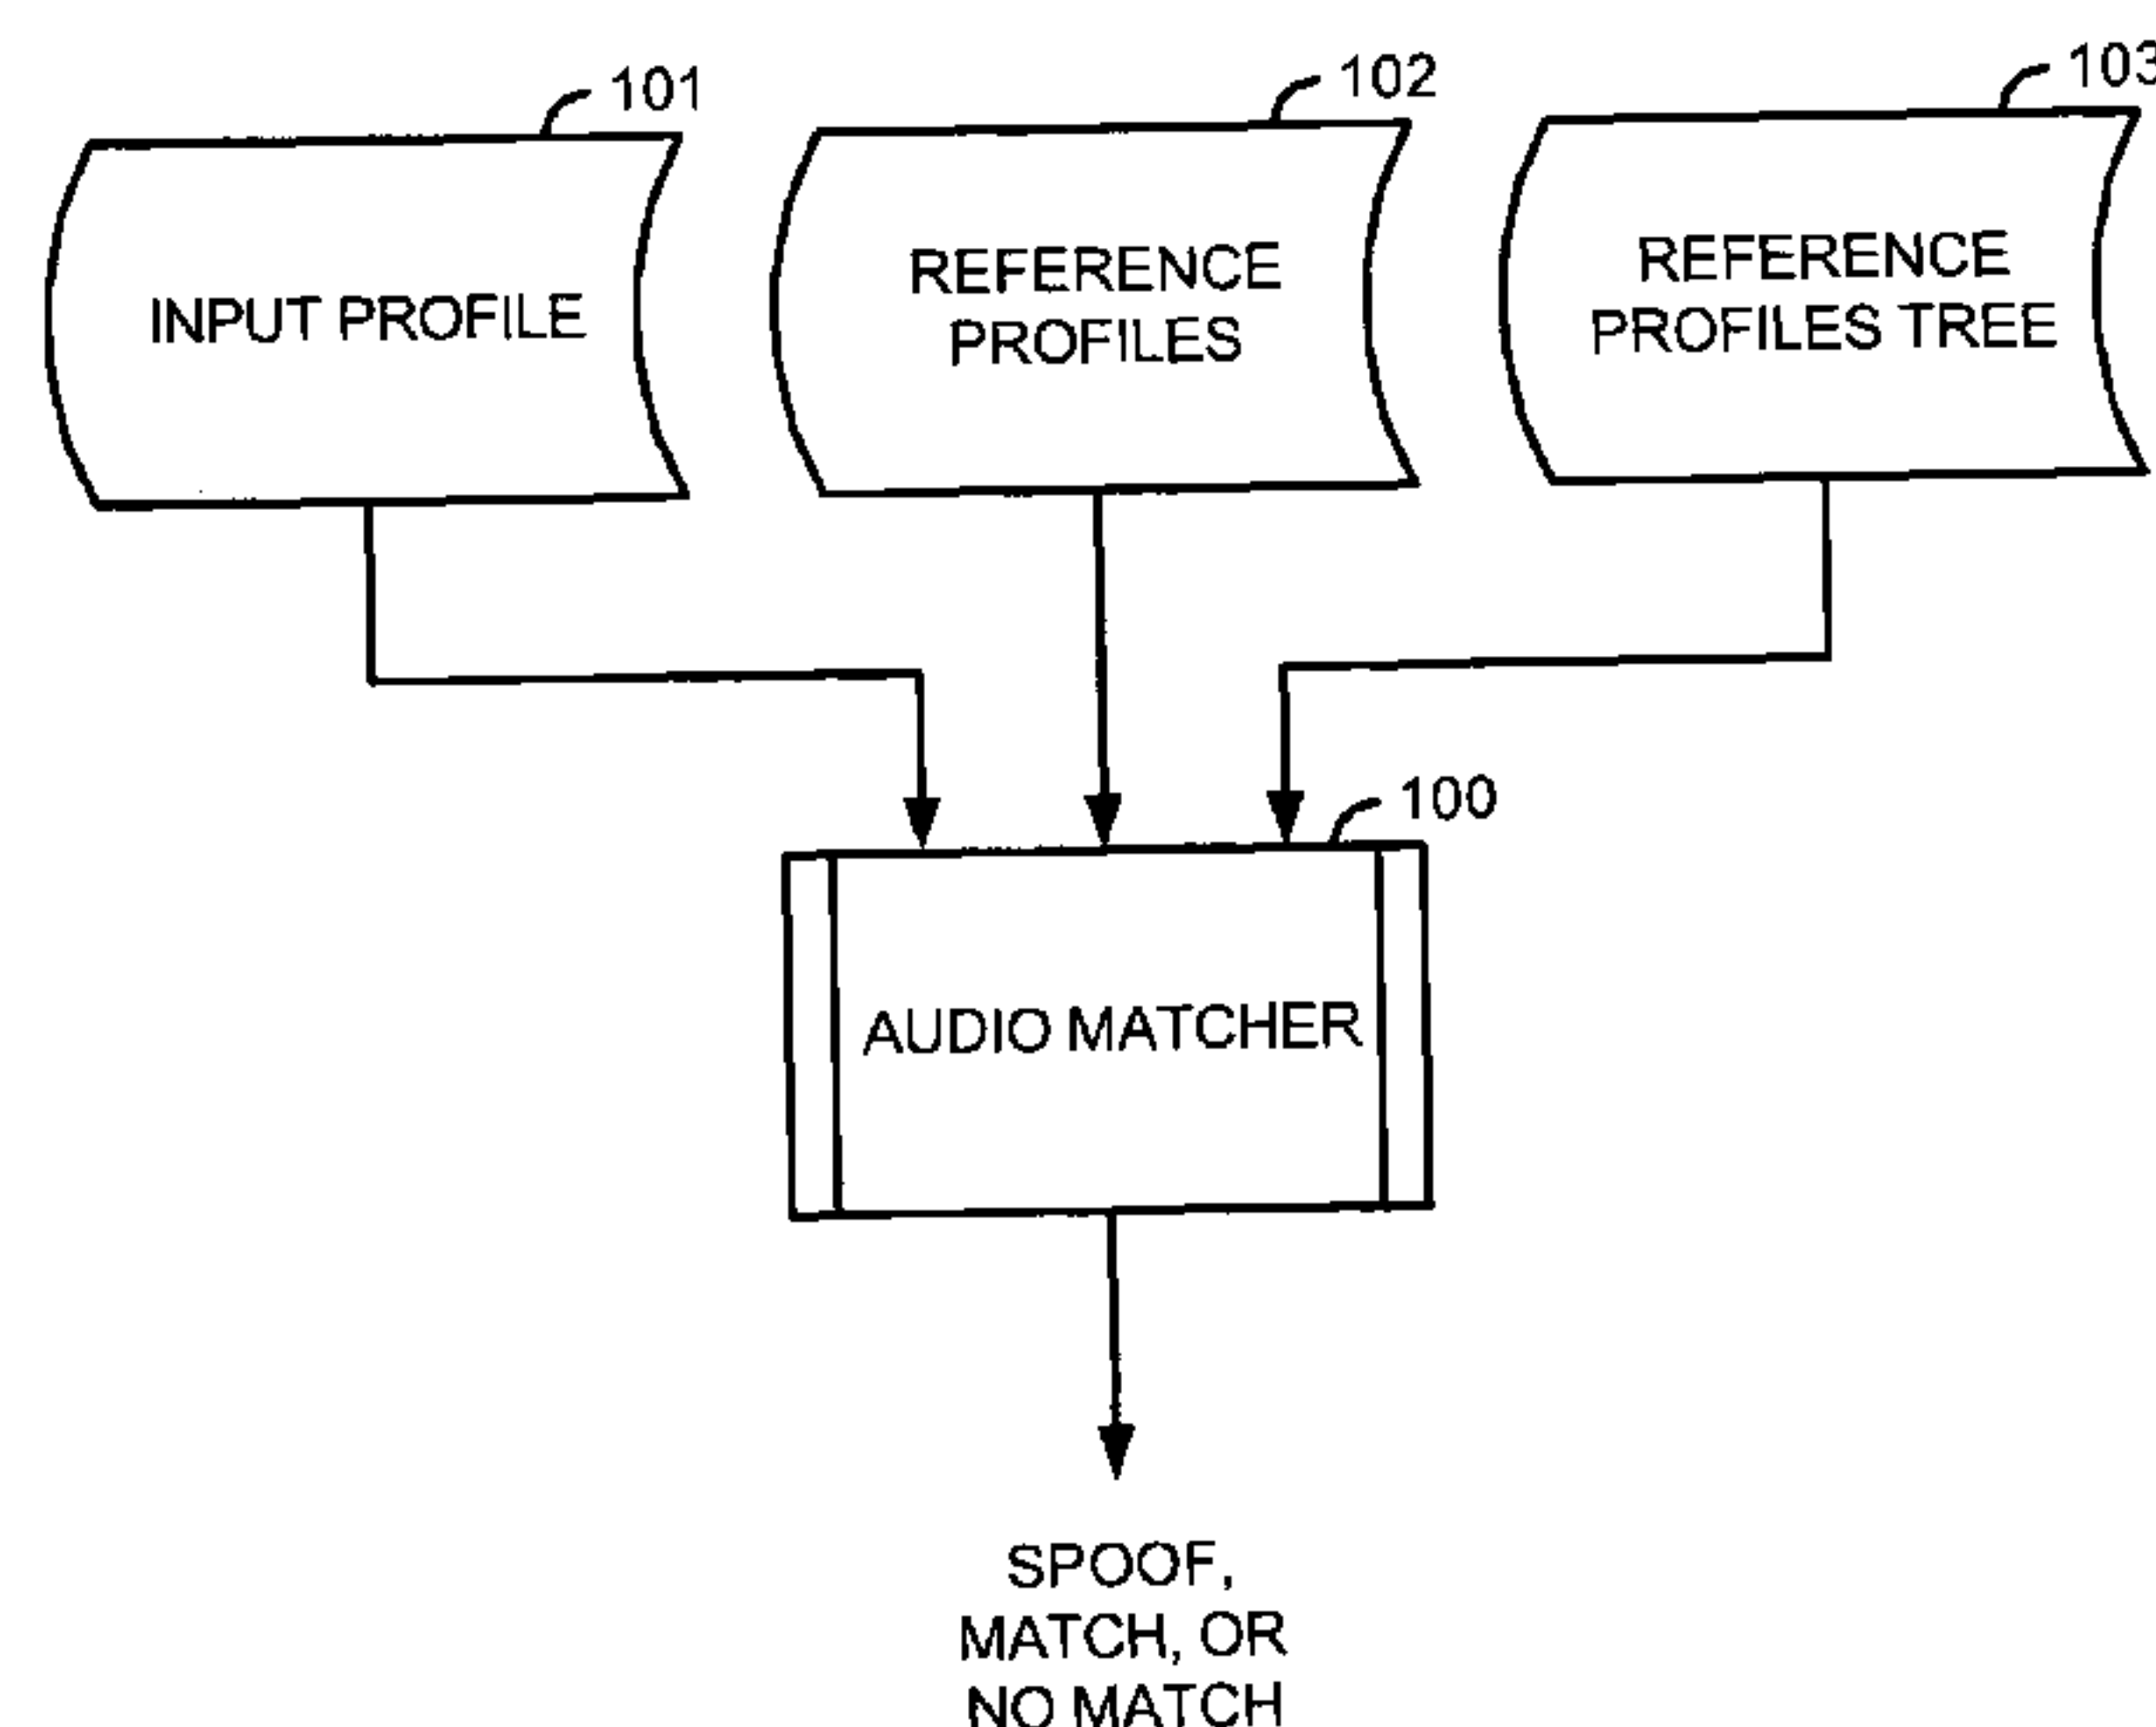 101
102
103
INPUT PROFILE
REFERENCE
PROFILES
REFERENCE
PROFILES TREE
100
AUDIO MATCHER
SPOOF,
MATCH, OR
NO MATCH